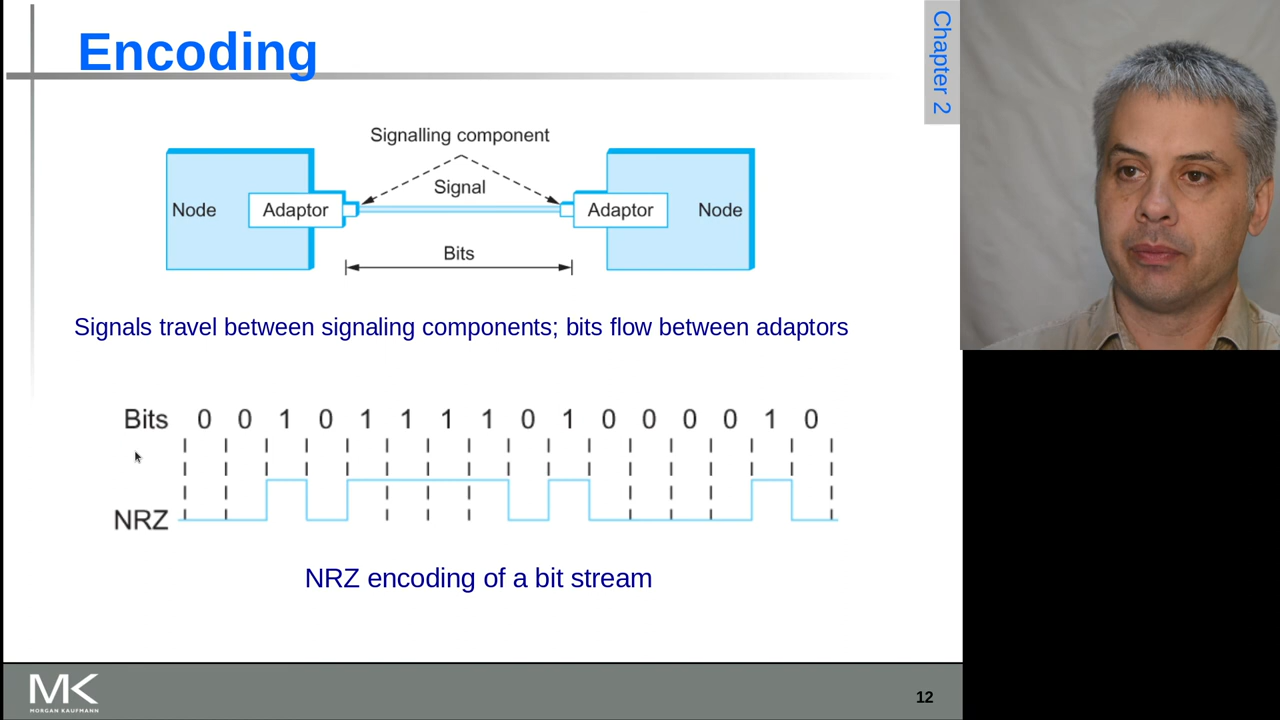 Encoding
Chapter 2
Signalling component
Signal
Node Adaptor Adaptor Node
Bits
Signals travel between signaling components; bits flow between adaptors
Bits 0 0 1 0 1 1 1 1 0 1 0 0 0 0 1 0
NRZ
NRZ encoding of a bit stream
MK
MORGAN KAUFMANN
12